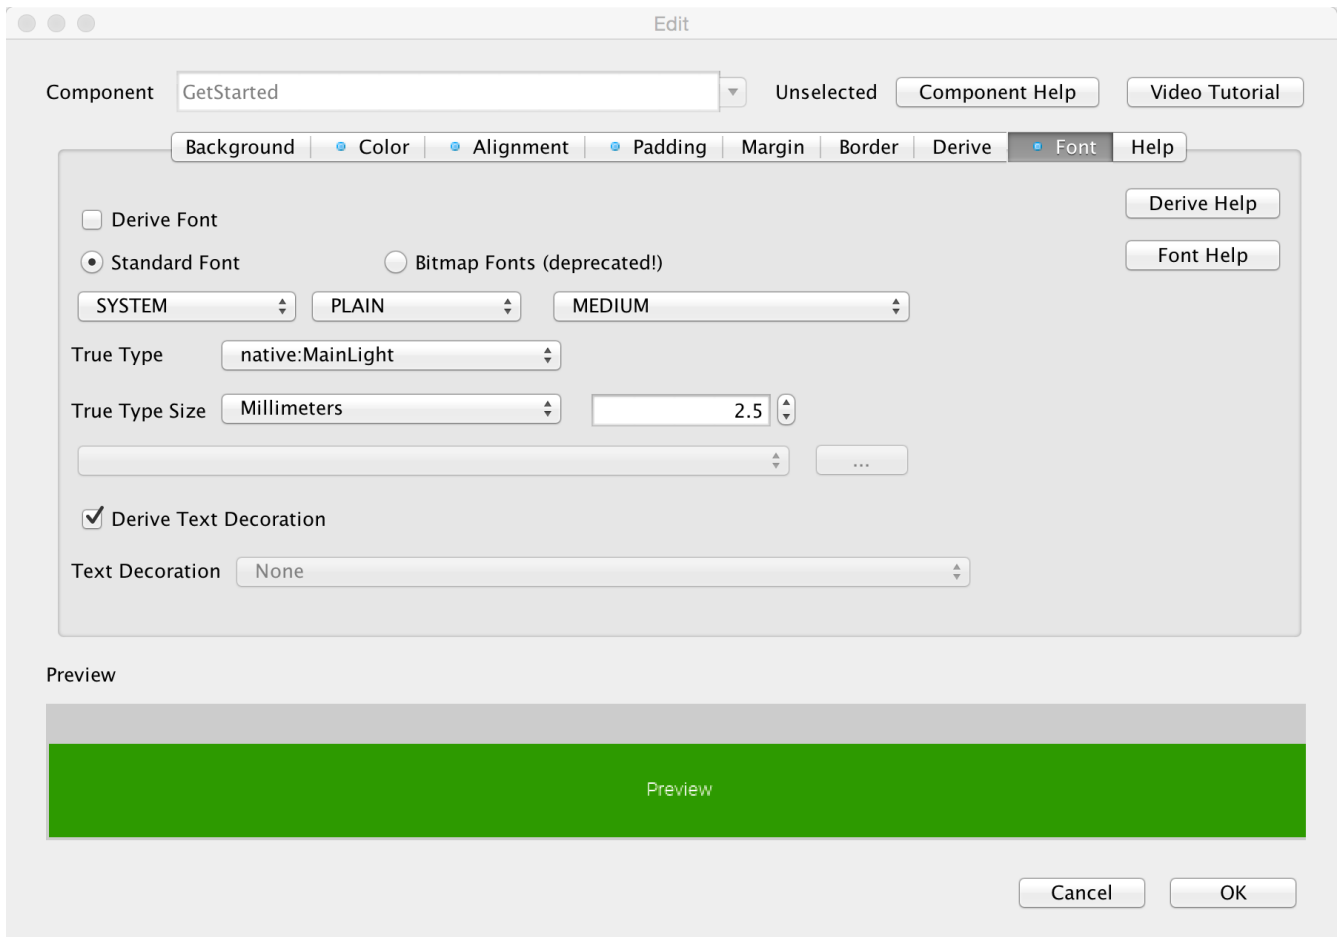 Edit
Component GetStarted Unselected Component Help Video Tutorial
Background Color Alignment Padding Margin Border Derive Font Help
Derive Font Derive Help
Standard Font Bitmap Fonts (deprecated!) Font Help
SYSTEM PLAIN MEDIUM
True Type native:MainLight
True Type Size Millimeters 2.5
...
Derive Text Decoration
Text Decoration None
Preview
Preview
Cancel OK